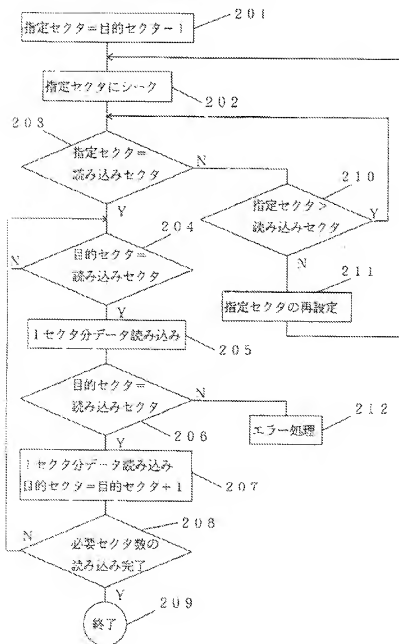 201
指定セクタ=目的セクタ-1
指定セクタにシーク
202
203
指定セクタ=
読み込みセクタ
N
Y
210
指定セクタ>
読み込みセクタ
Y
N
204
目的セクタ=
読み込みセクタ
N
Y
211
指定セクタの再設定
1セクタ分データ読み込み
205
目的セクタ=
読み込みセクタ
N
Y
206
エラー処理
212
1セクタ分データ読み込み
目的セクタ=目的セクタ+1
207
208
N
必要セクタ数の
読み込み完了
Y
209
終了